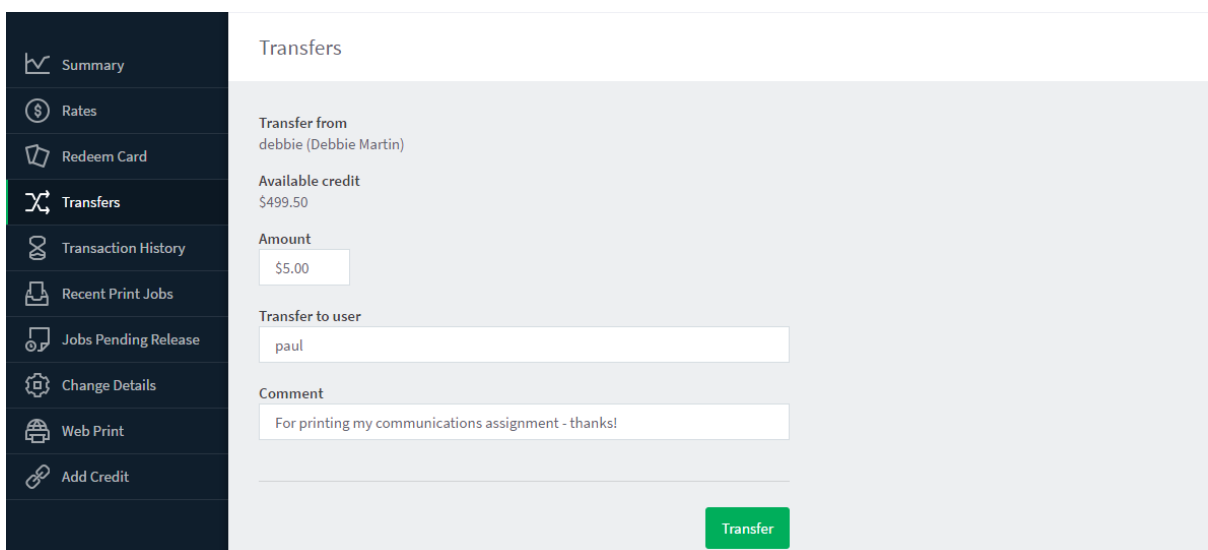 Summary
Rates
Redeem Card
Transfers
Transaction History
Recent Print Jobs
Jobs Pending Release
Change Details
Web Print
Add Credit
Transfers
Transfer from
debbie (Debbie Martin)
Available credit
$499.50
Amount
$5.00
Transfer to user
paul
Comment
For printing my communications assignment - thanks!
Transfer